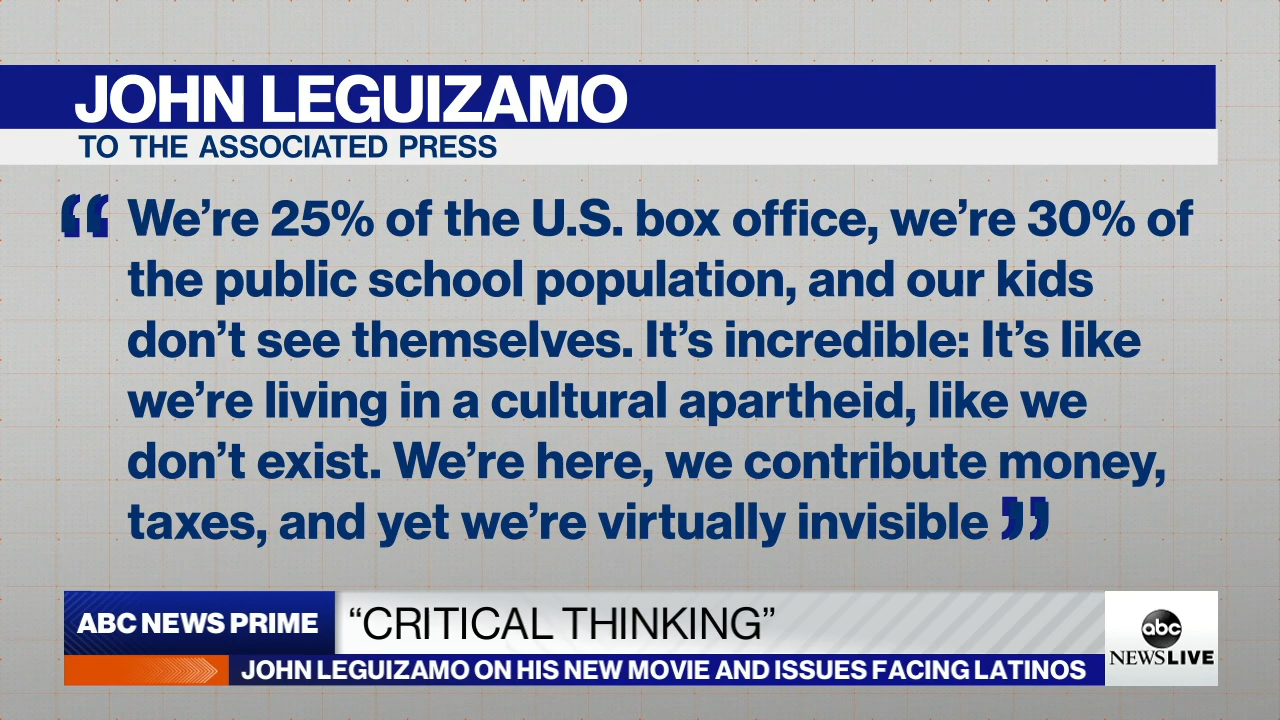 JOHN LEGUIZAMO
TO THE ASSOCIATED PRESS
“ We’re 25% of the U.S. box office, we’re 30% of
the public school population, and our kids
don’t see themselves. It’s incredible: It’s like
we’re living in a cultural apartheid, like we
don’t exist. We’re here, we contribute money,
taxes, and yet we’re virtually invisible ”
ABC NEWS PRIME
“CRITICAL THINKING”
JOHN LEGUIZAMO ON HIS NEW MOVIE AND ISSUES FACING LATINOS
abc
NEWSLIVE